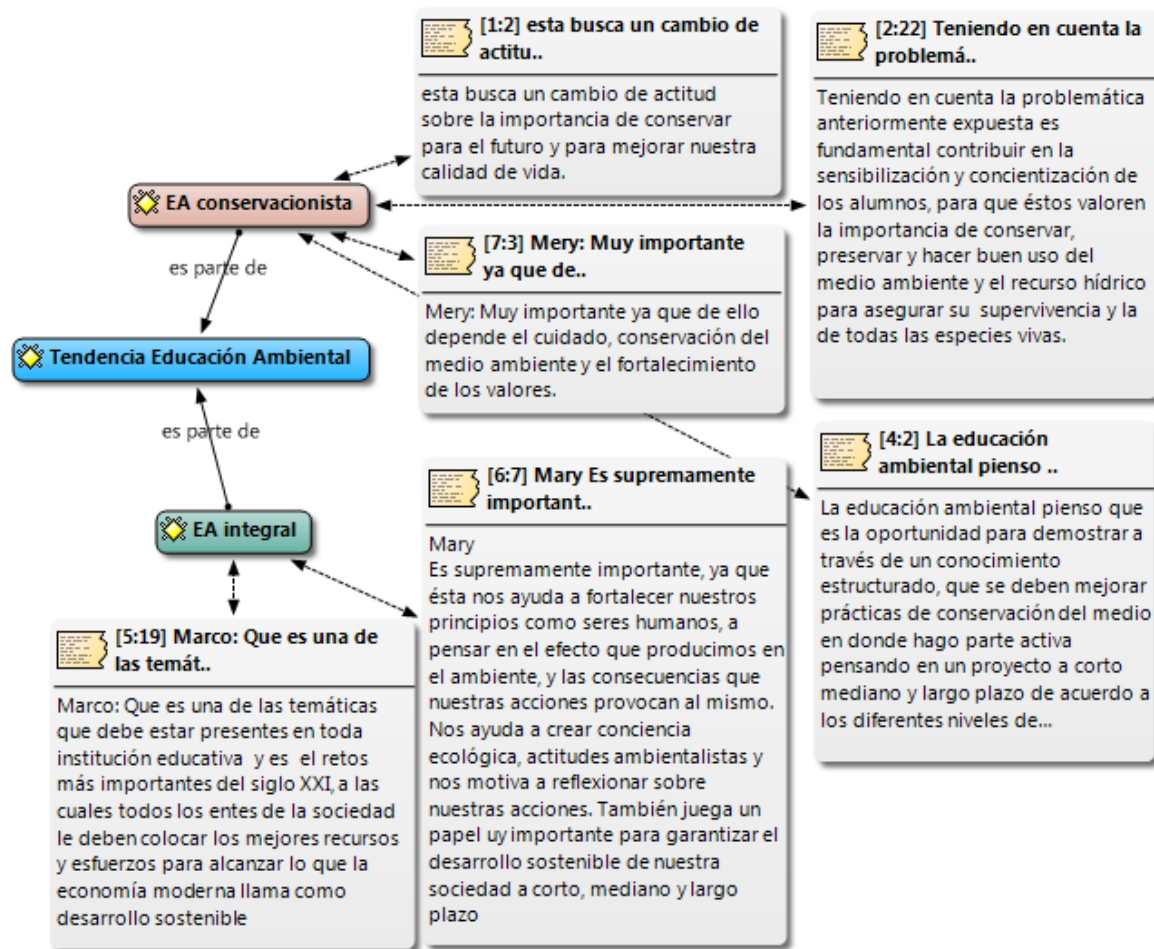 [1:2] esta busca un cambio de
actitu..
esta busca un cambio de actitud
sobre la importancia de conservar
para el futuro y para mejorar nuestra
calidad de vida.
[2:22] Teniendo en cuenta la
problemá..
Teniendo en cuenta la problemática
anteriormente expuesta es
fundamental contribuir en la
sensibilización y concientización de
los alumnos, para que éstos valoren
la importancia de conservar,
preservar y hacer buen uso del
medio ambiente y el recurso hídrico
para asegurar su supervivencia y la
de todas las especies vivas.
EA conservacionista
es parte de
[7:3] Mery: Muy importante
ya que de..
Mery: Muy importante ya que de ello
depende el cuidado, conservación del
medio ambiente y el fortalecimiento
de los valores.
Tendencia Educación Ambiental
es parte de
EA integral
[4:2] La educación
ambiental pienso ..
La educación ambiental pienso que
es la oportunidad para demostrar a
través de un conocimiento
estructurado, que se deben mejorar
prácticas de conservación del medio
en donde hago parte activa
pensando en un proyecto a corto
mediano y largo plazo de acuerdo a
los diferentes niveles de...
[6:7] Mary Es supremamente
important..
Mary
Es supremamente importante, ya que
ésta nos ayuda a fortalecer nuestros
principios como seres humanos, a
pensar en el efecto que producimos en
el ambiente, y las consecuencias que
nuestras acciones provocan al mismo.
Nos ayuda a crear conciencia
ecológica, actitudes ambientalistas y
nos motiva a reflexionar sobre
nuestras acciones. También juega un
papel uy importante para garantizar el
desarrollo sostenible de nuestra
sociedad a corto, mediano y largo
plazo
[5:19] Marco: Que es una de
las temát..
Marco: Que es una de las temáticas
que debe estar presentes en toda
institución educativa y es el retos
más importantes del siglo XXI, a las
cuales todos los entes de la sociedad
le deben colocar los mejores recursos
y esfuerzos para alcanzar lo que la
economía moderna llama como
desarrollo sostenible